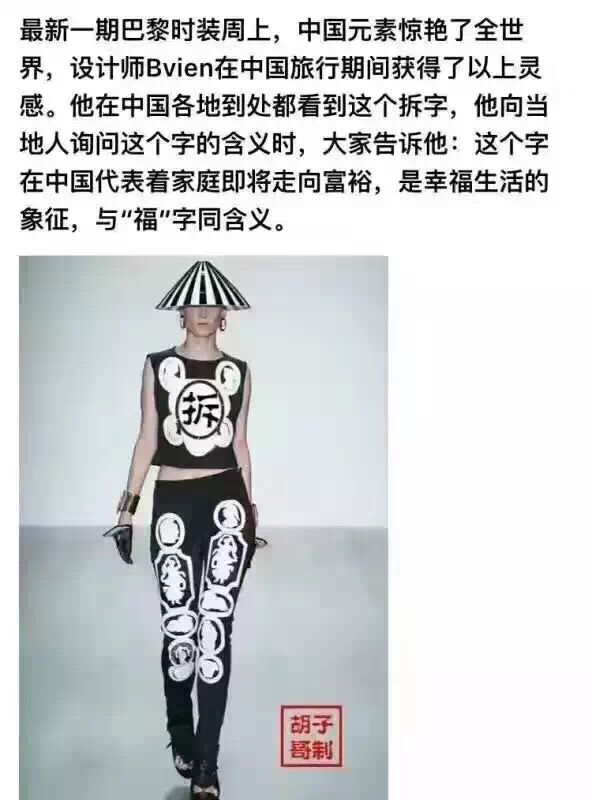 最新一期巴黎时装周上，中国元素惊艳了全世
界，设计师Bvien在中国旅行期间获得了以上灵
感。他在中国各地到处都看到这个拆字，他向当
地人询问这个字的含义时，大家告诉他：这个字
在中国代表着家庭即将走向富裕，是幸福生活的
象征，与“福”字同含义。
拆
胡子
哥制